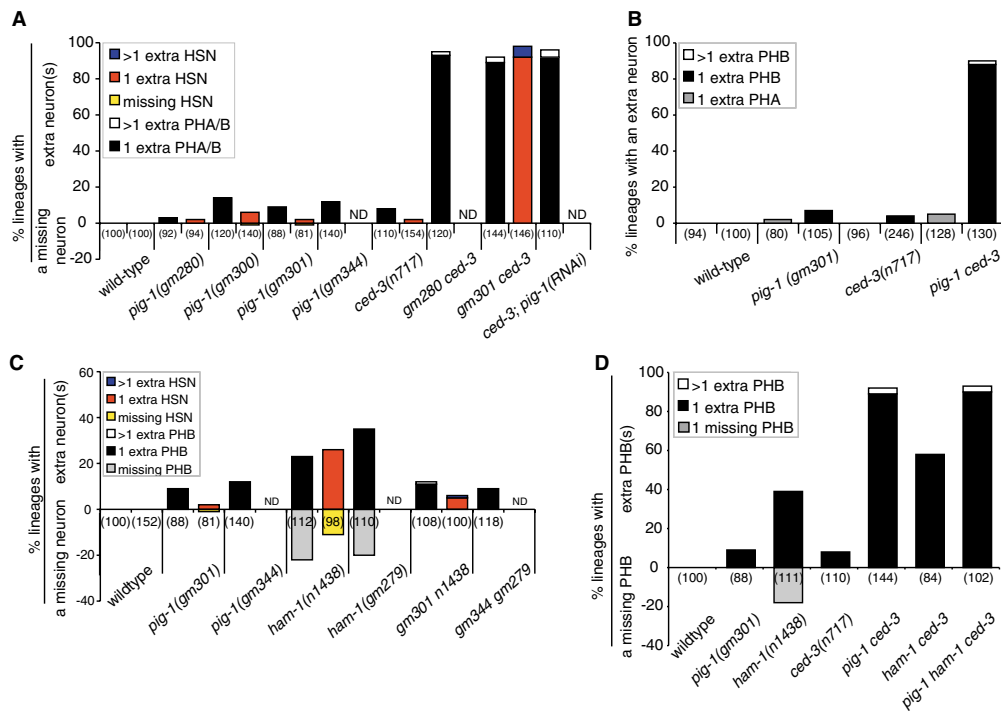 A
% lineages with
a missing neuron
extra neuron(s)
100
80
60
40
20
0
-20
>1 extra HSN
1 extra HSN
missing HSN
>1 extra PHA/B
1 extra PHA/B
ND
ND
ND
(100) (100) (92) (94) (120) (140) (88) (81) (140) (110) (154) (120) (144) (146) (110)
wild-type
pig-1(gm280)
pig-1(gm300)
pig-1(gm301)
pig-1(gm344)
ced-3(n717)
gm280 ced-3
gm301 ced-3
ced-3; pig-1(RNAi)
B
% lineages with an extra neuron
100
80
60
40
20
0
>1 extra PHB
1 extra PHB
1 extra PHA
(94) (100) (80) (105) (96) (246) (128) (130)
wild-type
pig-1 (gm301)
ced-3(n717)
pig-1 ced-3
C
% lineages with
a missing neuron
extra neuron(s)
60
40
20
0
-20
-40
>1 extra HSN
1 extra HSN
missing HSN
>1 extra PHB
1 extra PHB
missing PHB
ND
ND
ND
(100) (152) (88) (81) (140) (112) (98) (110) (108) (100) (118)
wildtype
pig-1(gm301)
pig-1(gm344)
ham-1(n1438)
ham-1(gm279)
gm301 n1438
gm344 gm279
D
% lineages with
a missing PHB
extra PHB(s)
100
80
60
40
20
0
-20
-40
>1 extra PHB
1 extra PHB
1 missing PHB
(100) (88) (111) (110) (144) (84) (102)
wildtype
pig-1(gm301)
ham-1(n1438)
ced-3(n717)
pig-1 ced-3
ham-1 ced-3
pig-1 ham-1 ced-3